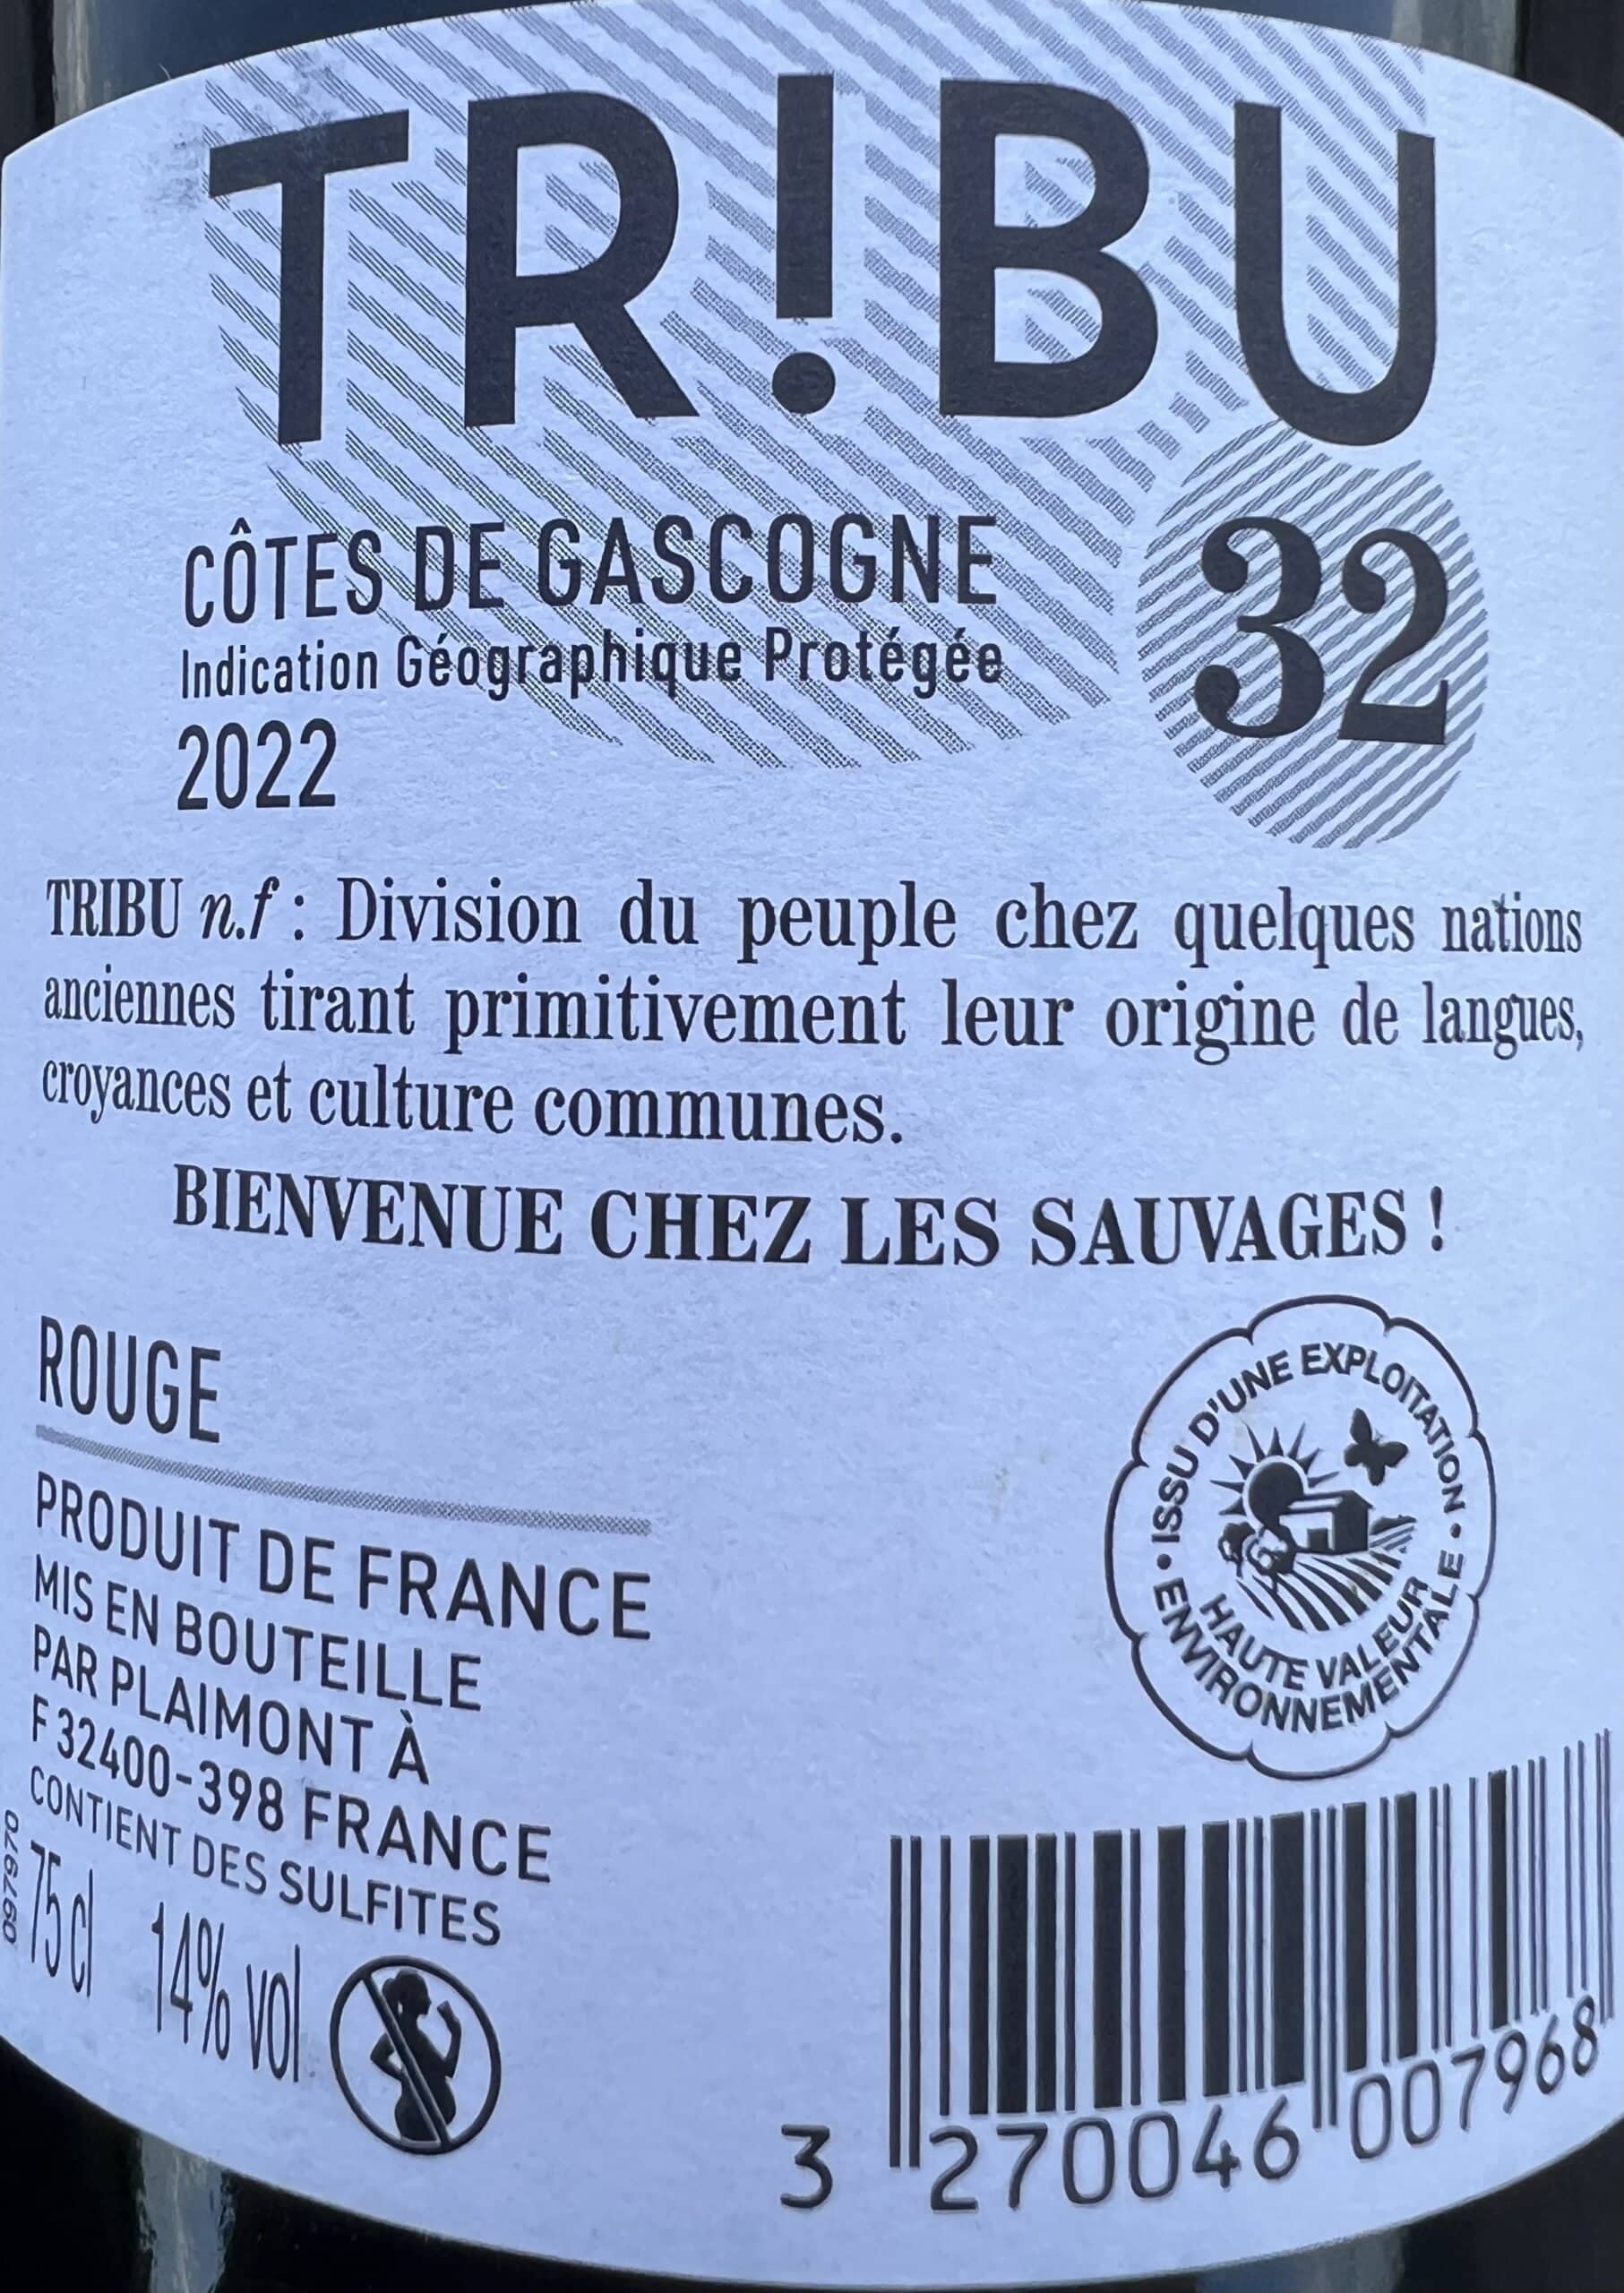 TR!BU
CÔTES DE GASCOGNE
Indication Géographique Protégée
32
2022
TRIBU n.f : Division du peuple chez quelques nations
anciennes tirant primitivement leur origine de langues,
croyances et culture communes.
BIENVENUE CHEZ LES SAUVAGES !
ROUGE
PRODUIT DE FRANCE
MIS EN BOUTEILLE
PAR PLAIMONT À
F 32400-398 FRANCE
CONTIENT DES SULFITES
75 cl 14% vol.
097970
• ISSU D'UNE EXPLOITATION •
HAUTE VALEUR
ENVIRONNEMENTALE
3 270046 007968